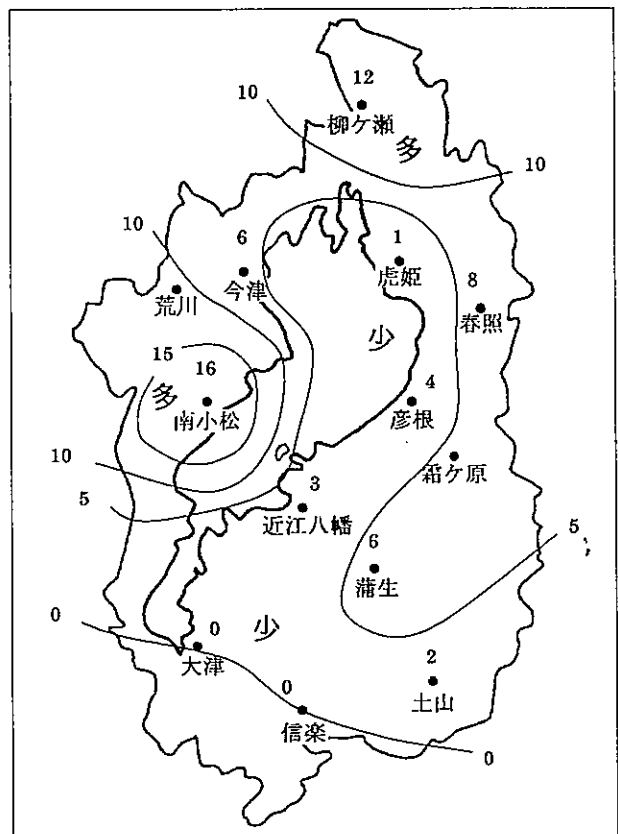 12
柳ケ瀬
10
多
10
10
6
今津
1
虎姫
荒川
8
春照
少
15
16
多
南小松
4
彦根
10
霜ケ原
5
3
近江八幡
5
6
蒲生
0
少
0
大津
2
土山
0
信楽
0